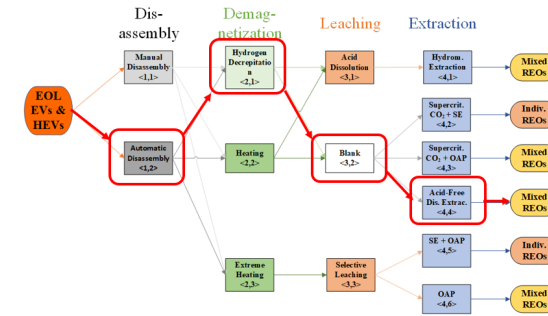 Dis-
assembly
Demag-
netization
Leaching
Extraction
EOL
EVs &
HEVs
Manual
Disassembly
<1,1>
Automatic
Disassembly
<1,2>
Hydrogen
Decrepitatio
n
<2,1>
Heating
<2,2>
Extreme
Heating
<2,3>
Acid
Dissolution
<3,1>
Blank
<3,2>
Selective
Leaching
<3,3>
Hydrom.
Extraction
<4,1>
Supercrit.
CO₂ + SE
<4,2>
Supercrit.
CO₂ + OAP
<4,3>
Acid-Free
Dis. Extrac.
<4,4>
SE + OAP
<4,5>
OAP
<4,6>
Mixed
REOs
Indiv.
REOs
Mixed
REOs
Mixed
REOs
Indiv.
REOs
Mixed
REOs